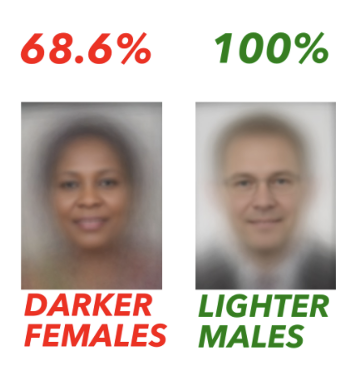 68.6% 100%
DARKER
FEMALES
LIGHTER
MALES